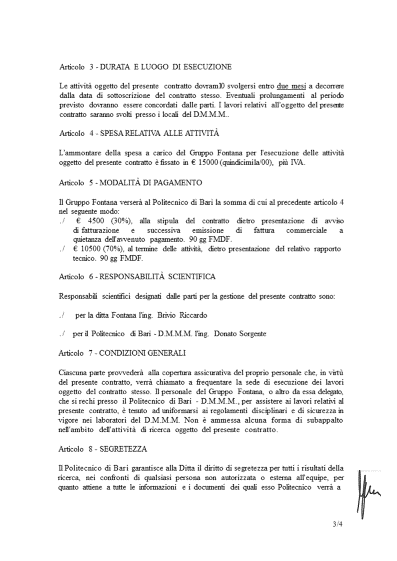 Articolo 3 - DURATA E LUOGO DI ESECUZIONE
Le attività oggetto del presente contratto dovram10 svolgersi entro due mesi a decorrere
dalla data di sottoscrizione del contratto stesso. Eventuali prolungamenti al periodo
previsto dovranno essere concordati dalle parti. I lavori relativi all'oggetto del presente
contratto saranno svolti presso i locali del D.M.M.M..
Articolo 4 - SPESA RELATIVA ALLE ATTIVITÀ
L'ammontare della spesa a carico del Gruppo Fontana per l'esecuzione delle attività
oggetto del presente contratto è fissato in € 15000 (quindicimila/00), più IVA.
Articolo 5 - MODALITÀ DI PAGAMENTO
Il Gruppo Fontana verserà al Politecnico di Bari la somma di cui al precedente articolo 4
nel seguente modo:
./ € 4500 (30%), alla stipula del contratto dietro presentazione di avviso
di fatturazione e successiva emissione di fattura commerciale a
quietanza dell'avvenuto pagamento. 90 gg FMDF.
./ € 10500 (70%), al termine delle attività, dietro presentazione del relativo rapporto
tecnico. 90 gg FMDF.
Articolo 6 - RESPONSABILITÀ SCIENTIFICA
Responsabili scientifici designati dalle parti per la gestione del presente contratto sono:
./ per la ditta Fontana l'ing. Brivio Riccardo
./ per il Politecnico di Bari - D.M.M.M. l'ing. Donato Sorgente
Articolo 7 - CONDIZIONI GENERALI
Ciascuna parte provvederà alla copertura assicurativa del proprio personale che, in virtù
del presente contratto, verrà chiamato a frequentare la sede di esecuzione dei lavori
oggetto del contratto stesso. Il personale del Gruppo Fontana, o altro da essa delegato,
che si rechi presso il Politecnico di Bari - D.M.M.M., per assistere ai lavori relativi al
presente contratto, è tenuto ad uniformarsi ai regolamenti disciplinari e di sicurezza in
vigore nei laboratori del D.M.M.M. Non è ammessa alcuna forma di subappalto
nell'ambito dell'attività di ricerca oggetto del presente contratto.
Articolo 8 - SEGRETEZZA
Il Politecnico di Bari garantisce alla Ditta il diritto di segretezza per tutti i risultati della
ricerca, nei confronti di qualsiasi persona non autorizzata o esterna all'equipe, per
quanto attiene a tutte le informazioni e i documenti dei quali esso Politecnico verrà a
3/4